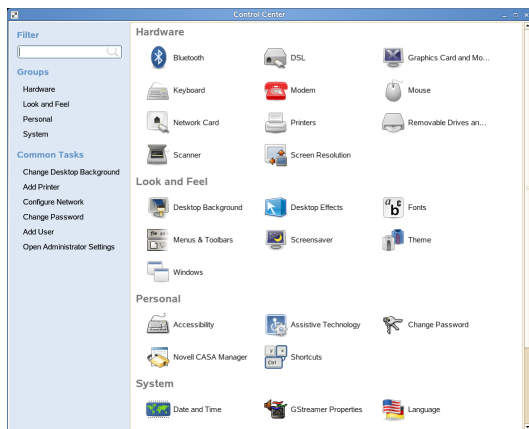 Control Center
Filter
Groups
Hardware
Look and Feel
Personal
System
Common Tasks
Change Desktop Background
Add Printer
Configure Network
Change Password
Add User
Open Administrator Settings
Hardware
Bluetooth
DSL
Graphics Card and Mo...
Keyboard
Modem
Mouse
Network Card
Printers
Removable Drives an...
Scanner
Screen Resolution
Look and Feel
Desktop Background
Desktop Effects
Fonts
Menus & Toolbars
Screensaver
Theme
Windows
Personal
Accessibility
Assistive Technology
Change Password
Novell CASA Manager
Shortcuts
System
Date and Time
GStreamer Properties
Language